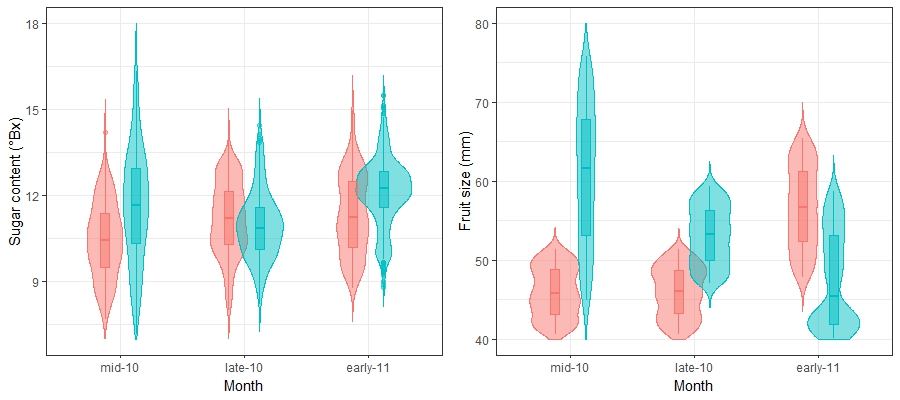 Sugar content (°Bx)
18
15
12
9
mid-10
late-10
early-11
Month
Fruit size (mm)
80
70
60
50
40
mid-10
late-10
early-11
Month